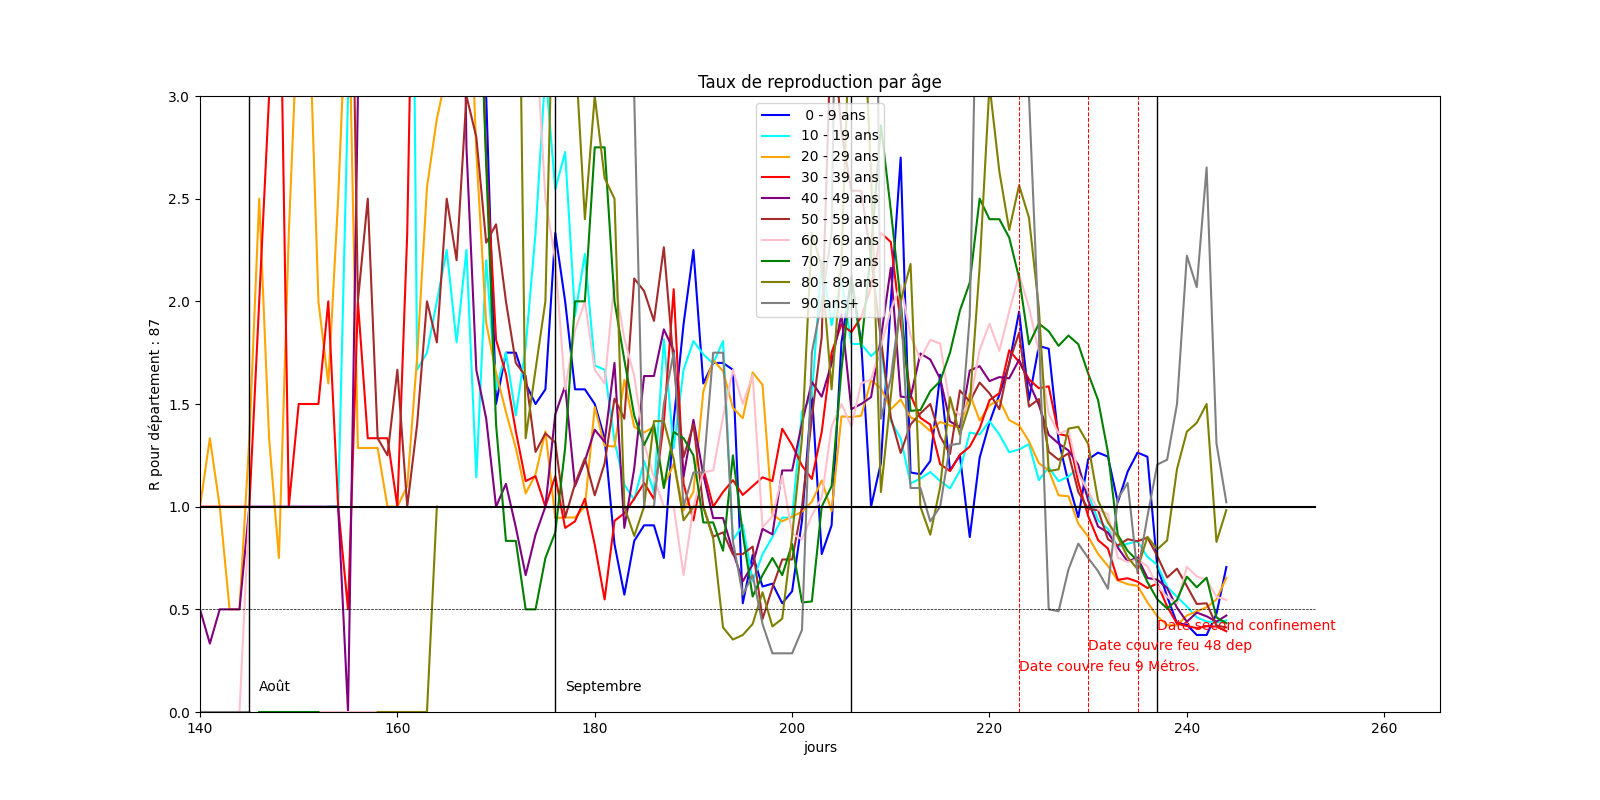 Taux de reproduction par âge
R pour département : 87
3.0
2.5
2.0
1.5
1.0
0.5
0.0
0 - 9 ans
10 - 19 ans
20 - 29 ans
30 - 39 ans
40 - 49 ans
50 - 59 ans
60 - 69 ans
70 - 79 ans
80 - 89 ans
90 ans+
Date second confinement
Date couvre feu 48 dep
Date couvre feu 9 Métros.
Août
Septembre
140 160 180 200 220 240 260
jours